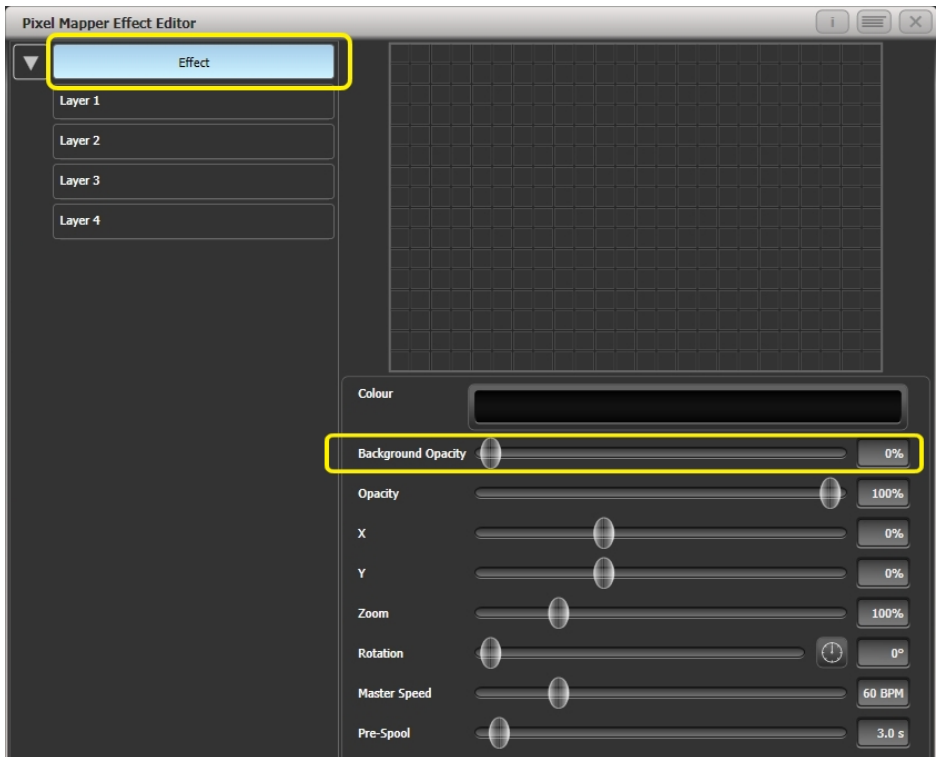 Pixel Mapper Effect Editor
i
Effect
Layer 1
Layer 2
Layer 3
Layer 4
Colour
Background Opacity 0%
Opacity 100%
X 0%
Y 0%
Zoom 100%
Rotation 0°
Master Speed 60 BPM
Pre-Spool 3.0 s